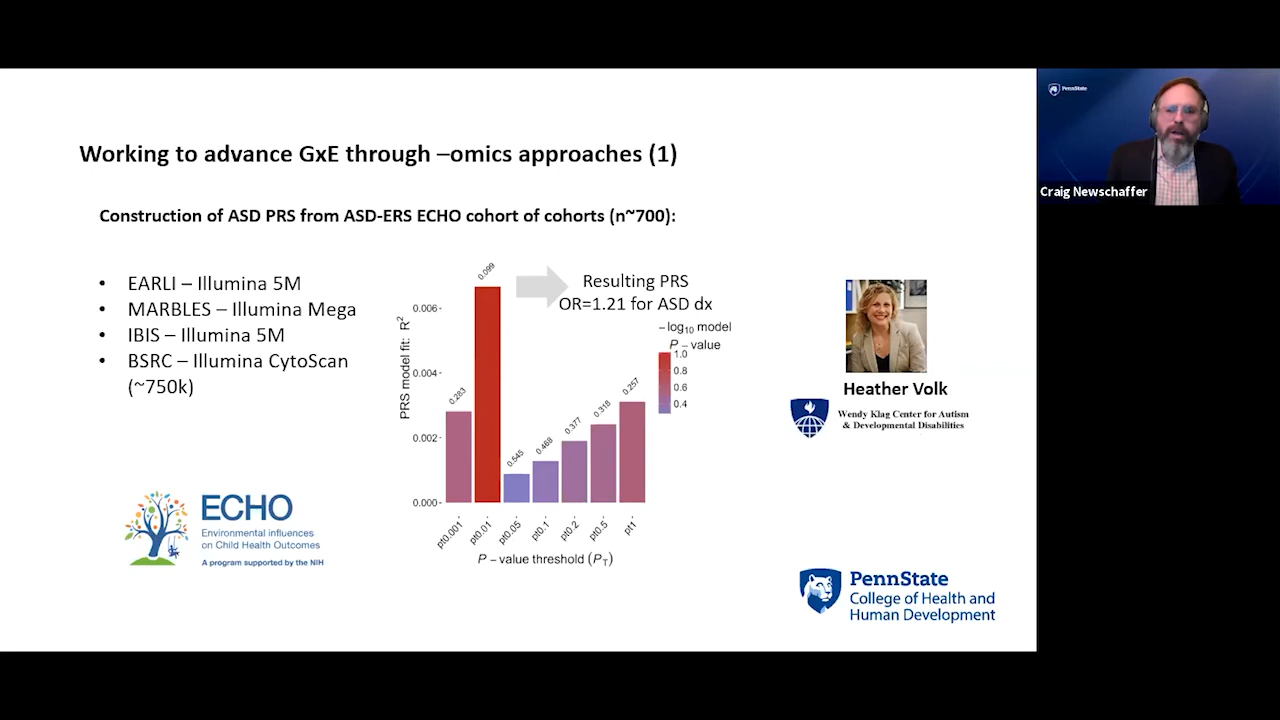 Working to advance GxE through –omics approaches (1)
Construction of ASD PRS from ASD-ERS ECHO cohort of cohorts (n~700):
• EARLI – Illumina 5M
• MARBLES – Illumina Mega
• IBIS – Illumina 5M
• BSRC – Illumina CytoScan
(~750k)
Resulting PRS
OR=1.21 for ASD dx
– log10 model
P – value
1.0
0.8
0.6
0.4
PRS model fit: R²
0.006
0.004
0.002
0.000
0.283
0.099
0.545
0.468
0.377
0.318
0.257
pt0.001
pt0.01
pt0.05
pt0.1
pt0.2
pt0.5
pt1
P – value threshold (PT)
Heather Volk
Wendy Klag Center for Autism
& Developmental Disabilities
ECHO
Environmental influences
on Child Health Outcomes
A program supported by the NIH
PennState
College of Health and
Human Development
PennState
Craig Newschaffer